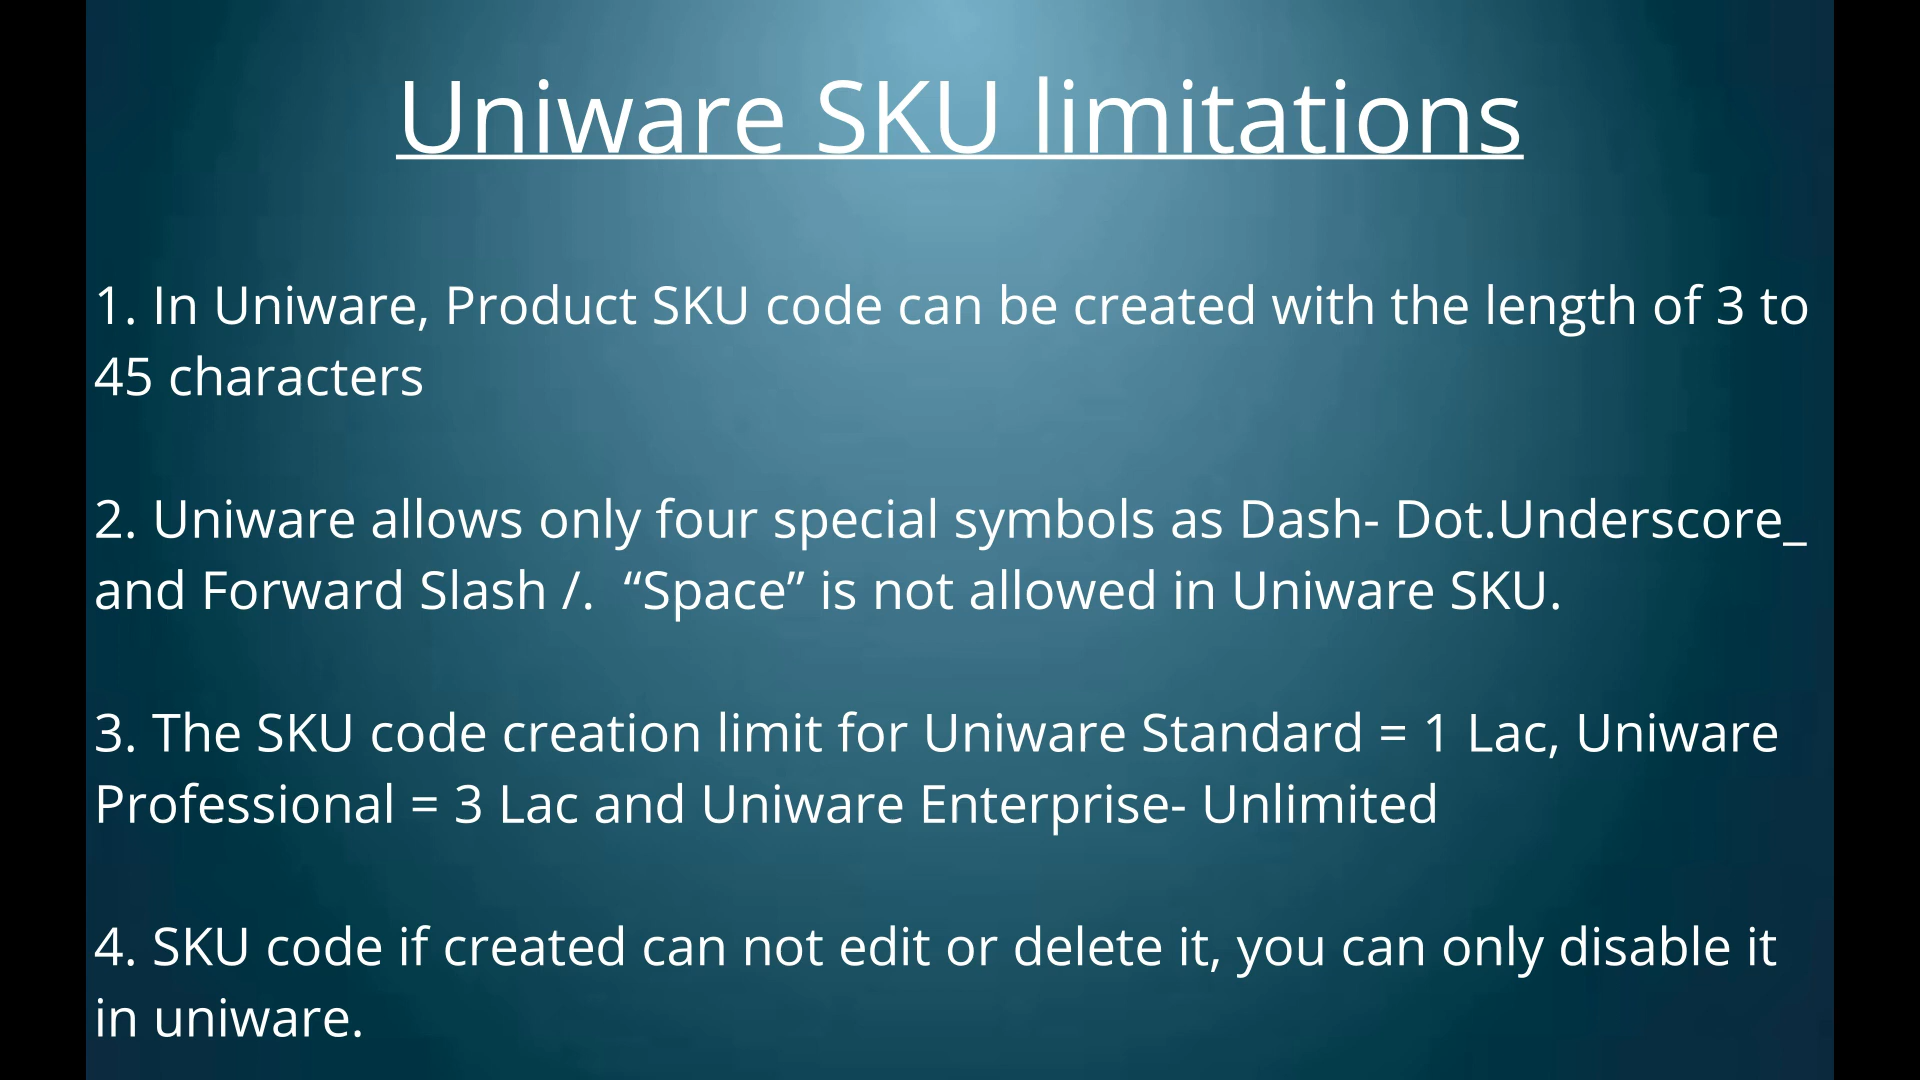 Uniware SKU limitations
1. In Uniware, Product SKU code can be created with the length of 3 to
45 characters
2. Uniware allows only four special symbols as Dash- Dot.Underscore_
and Forward Slash /.  “Space” is not allowed in Uniware SKU.
3. The SKU code creation limit for Uniware Standard = 1 Lac, Uniware
Professional = 3 Lac and Uniware Enterprise- Unlimited
4. SKU code if created can not edit or delete it, you can only disable it
in uniware.